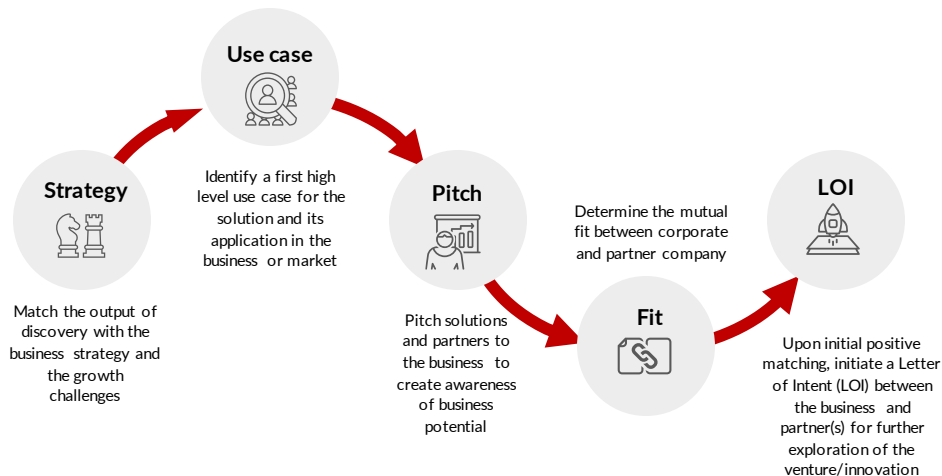 Strategy
Match the output of
discovery with the
business strategy and
the growth
challenges
Use case
Identify a first high
level use case for the
solution and its
application in the
business or market
Pitch
Pitch solutions
and partners to
the business to
create awareness
of business
potential
Determine the mutual
fit between corporate
and partner company
Fit
LOI
Upon initial positive
matching, initiate a Letter
of Intent (LOI) between
the business and
partner(s) for further
exploration of the
venture/innovation